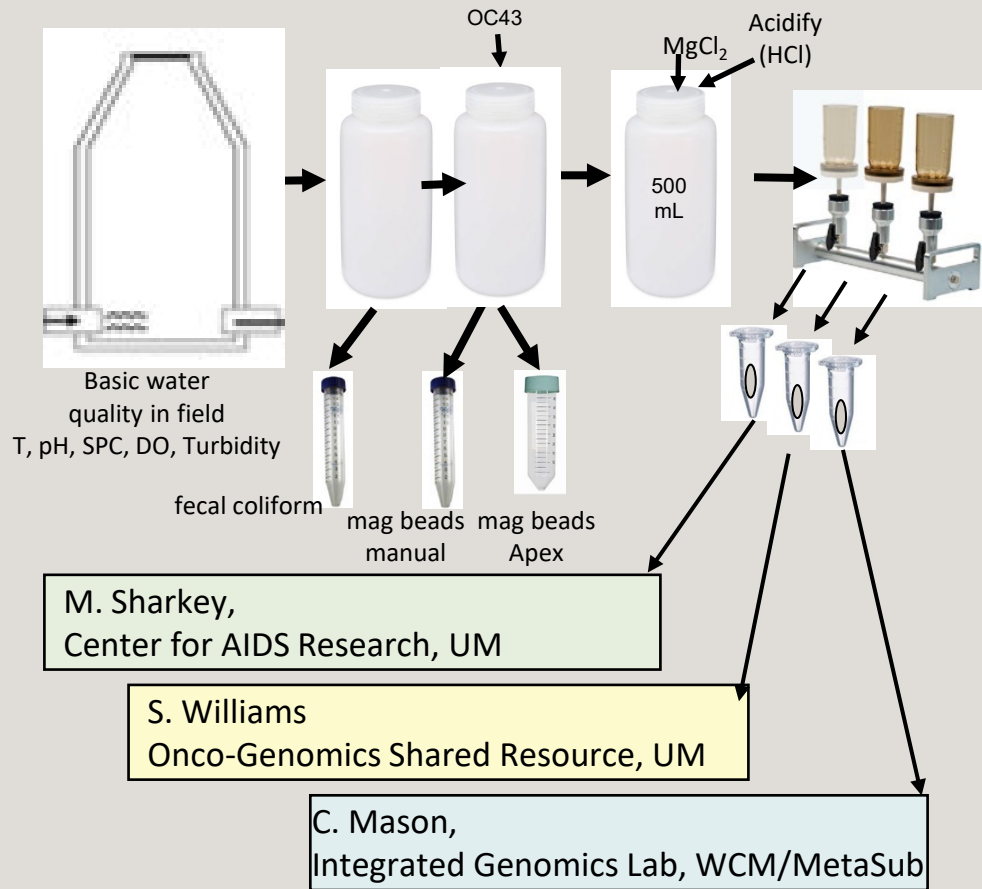 OC43
MgCl₂
Acidify
(HCl)
500
mL
Basic water
quality in field
T, pH, SPC, DO, Turbidity
fecal coliform
mag beads
manual
mag beads
Apex
M. Sharkey,
Center for AIDS Research, UM
S. Williams
Onco-Genomics Shared Resource, UM
C. Mason,
Integrated Genomics Lab, WCM/MetaSub